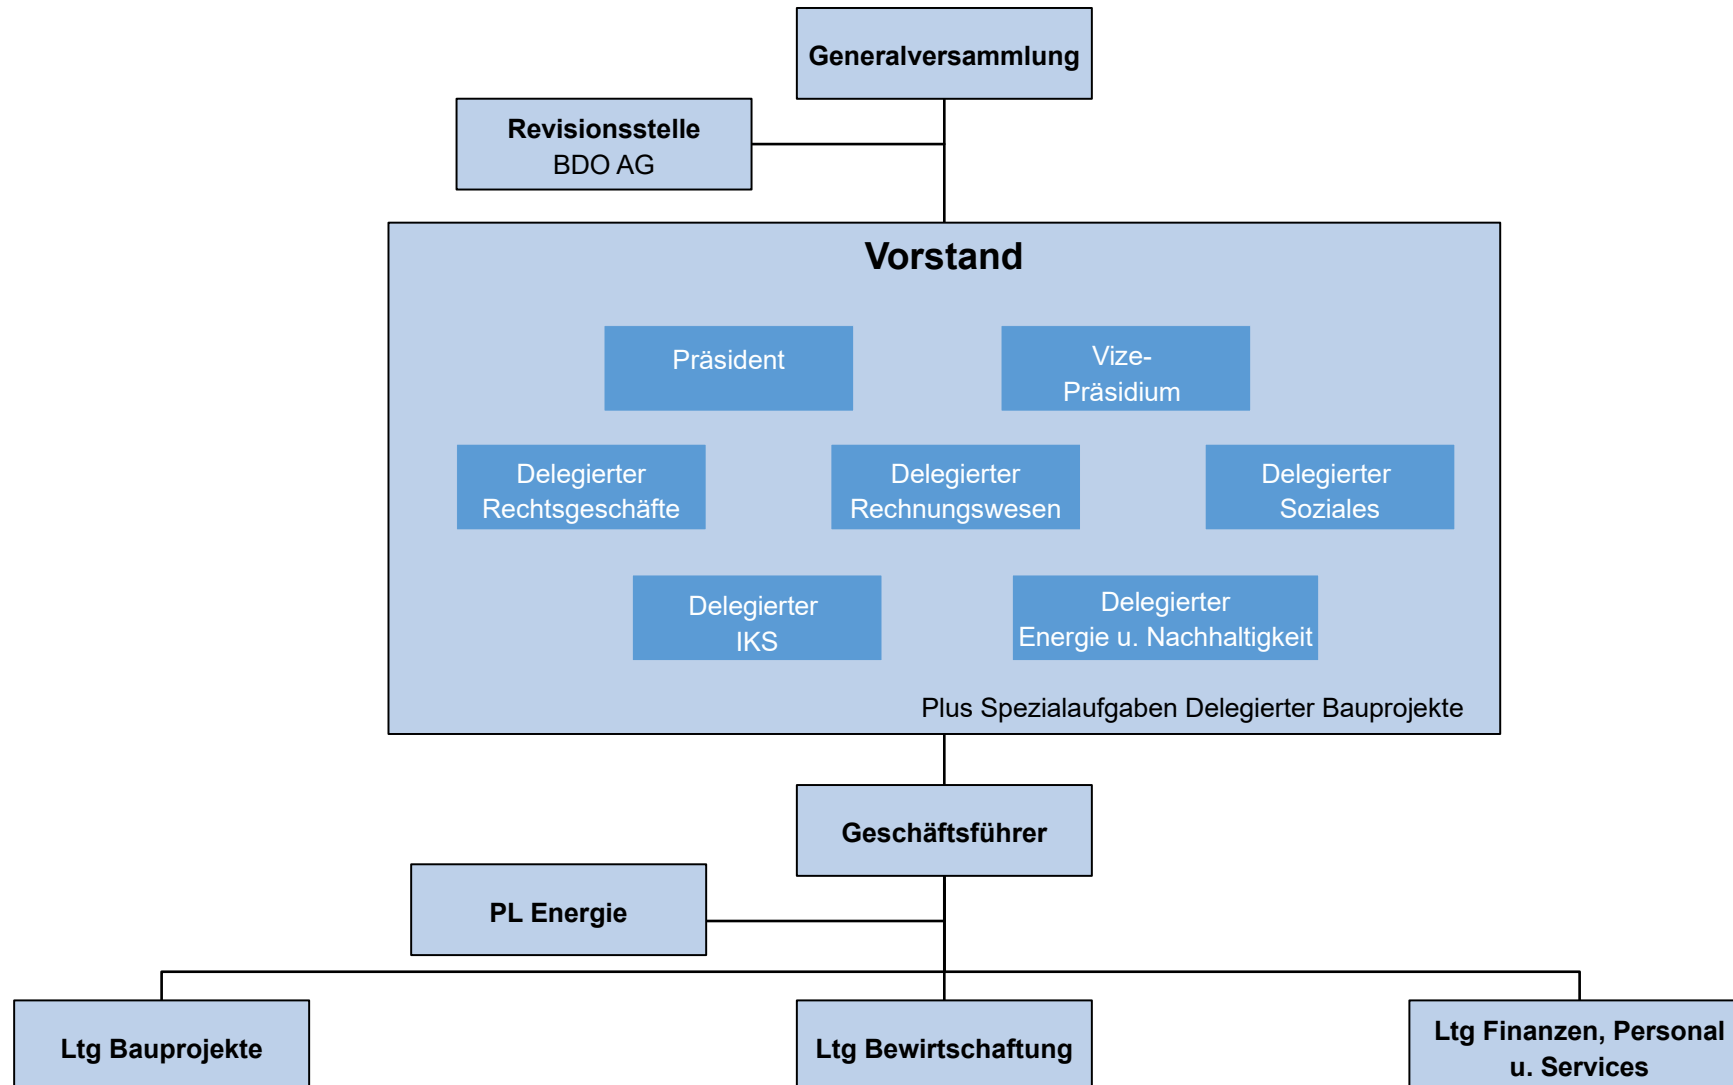 Generalversammlung
Revisionsstelle
BDO AG
Vorstand
Präsident
Vize-
Präsidium
Delegierter
Rechtsgeschäfte
Delegierter
Rechnungswesen
Delegierter
Soziales
Delegierter
IKS
Delegierter
Energie u. Nachhaltigkeit
Plus Spezialaufgaben Delegierter Bauprojekte
Geschäftsführer
PL Energie
Ltg Bauprojekte
Ltg Bewirtschaftung
Ltg Finanzen, Personal
u. Services